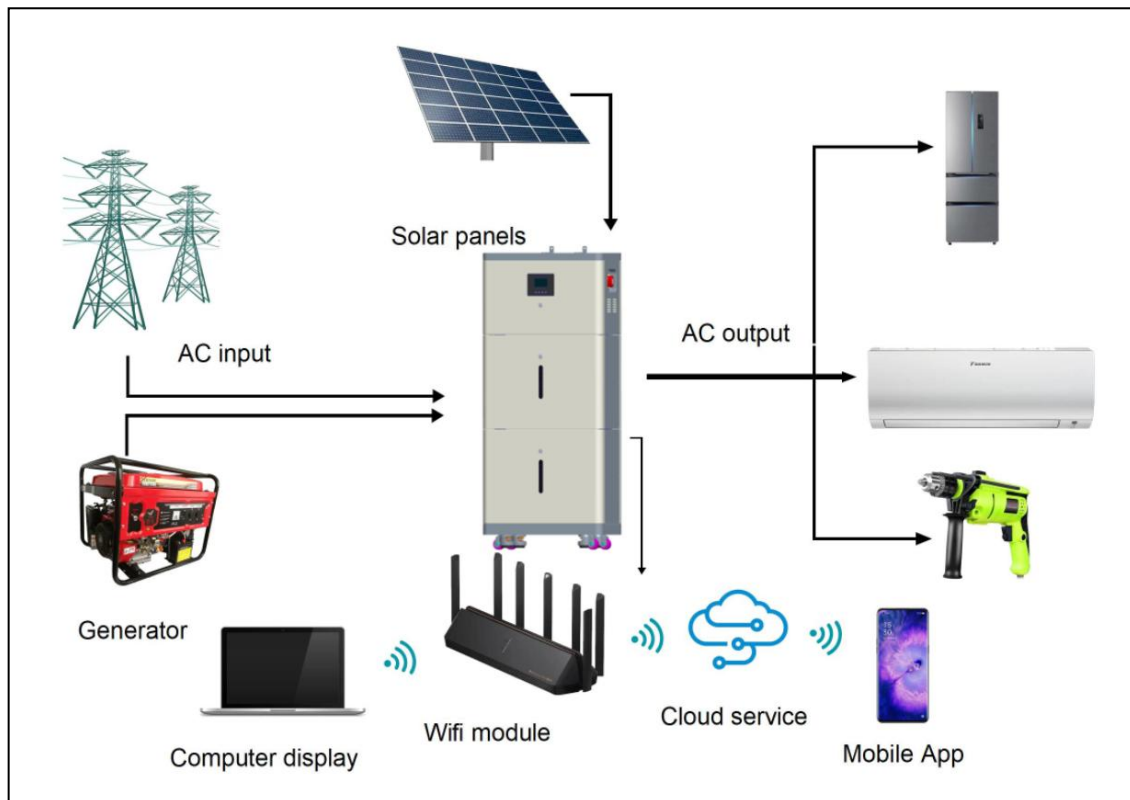 Solar panels
AC input
AC output
Generator
Wifi module
Cloud service
Computer display
Mobile App